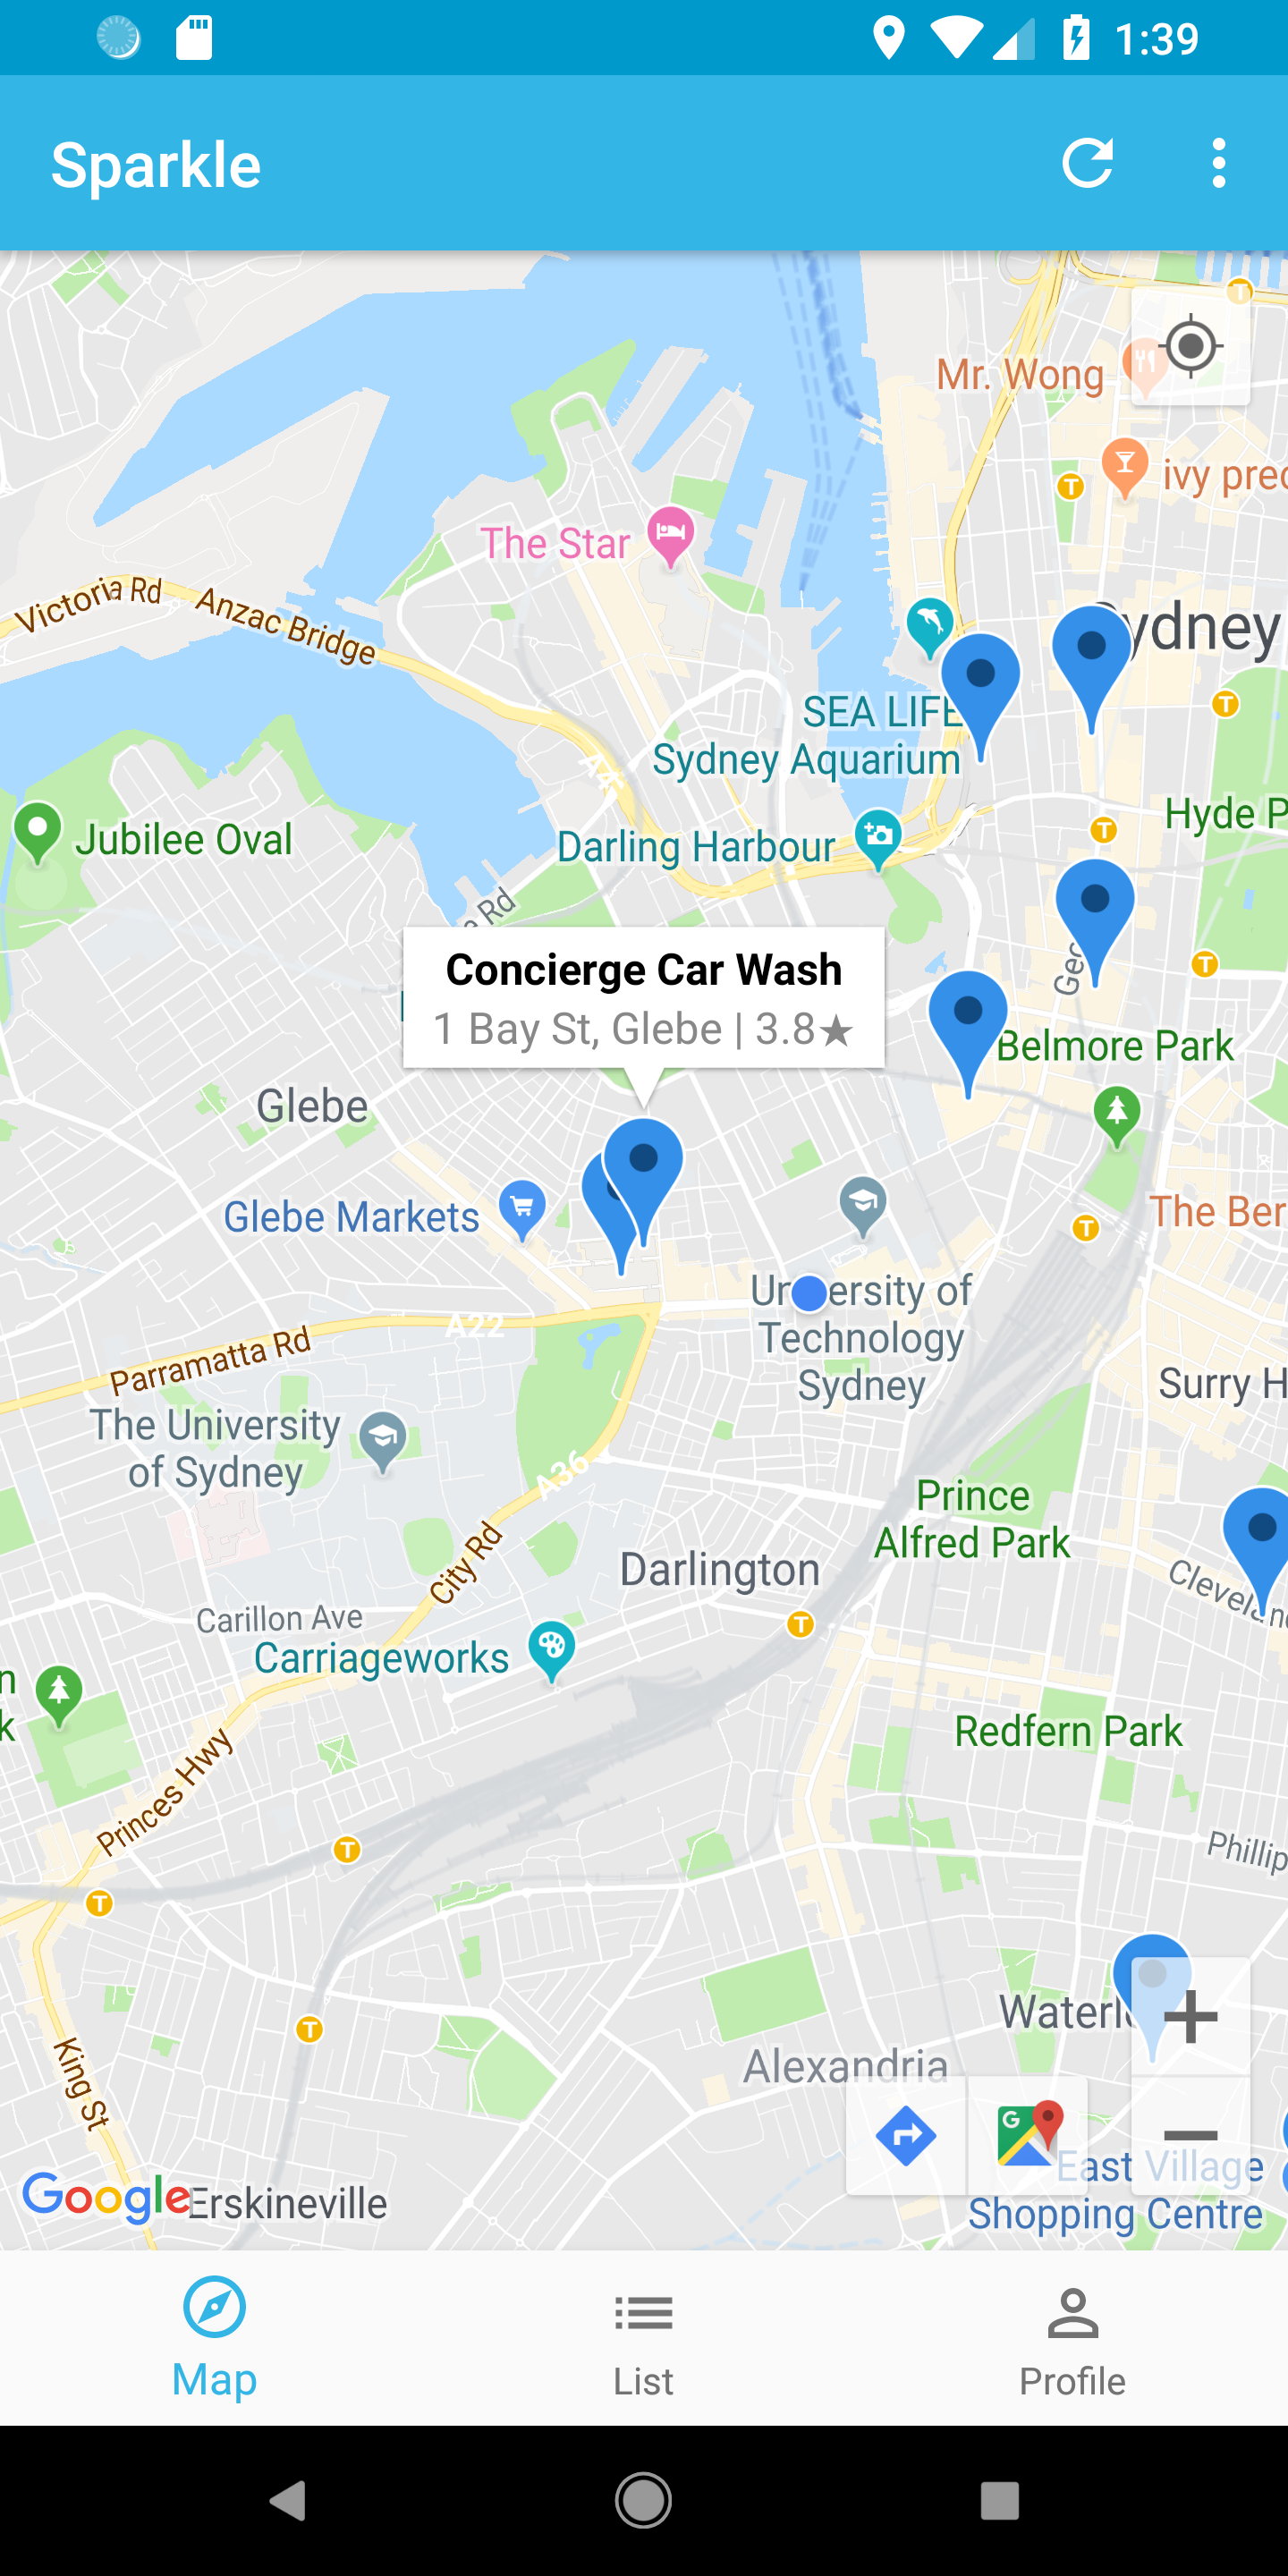 1:39
Sparkle
Mr. Wong
ivy
The Star
Victoria Rd
Anzac Bridge
ydney
SEA LIFE
Sydney Aquarium
Hyde P
Jubilee Oval
Darling Harbour
A4
Rd
Concierge Car Wash
1 Bay St, Glebe | 3.8★
Belmore Park
Glebe
Glebe Markets
The Ber
University of
Technology
Sydney
A22
Parramatta Rd
Surry H
The University
of Sydney
A36
Prince
Alfred Park
City Rd
Darlington
Carillon Ave
Carriageworks
Redfern Park
Princes Hwy
Phillip
Alexandria
King St
East Village
Shopping Centre
Google
Erskineville
Map
List
Profile